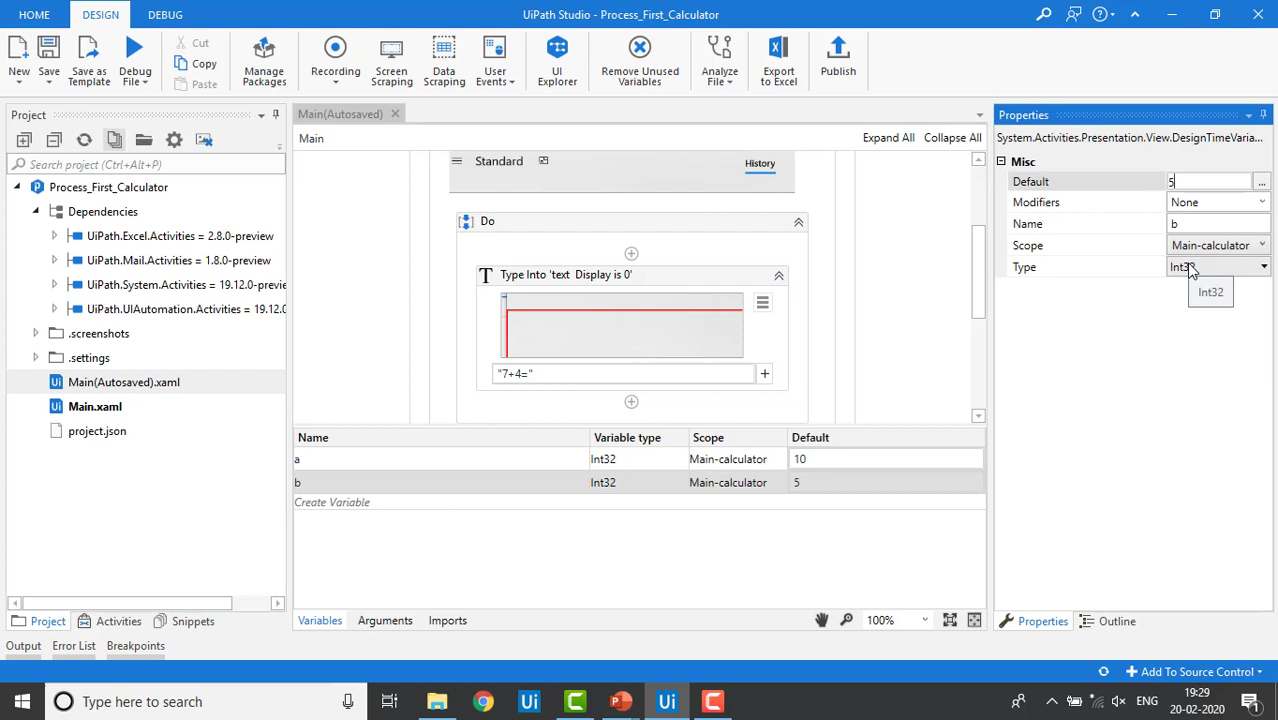 HOME DESIGN DEBUG UiPath Studio - Process_First_Calculator
New Save Save as Template Debug File Cut Copy Paste Manage Packages Recording Screen Scraping Data Scraping User Events UI Explorer Remove Unused Variables Analyze File Export to Excel Publish
Project
Search project (Ctrl+Alt+P)
Process_First_Calculator
Dependencies
UiPath.Excel.Activities = 2.8.0-preview
UiPath.Mail.Activities = 1.8.0-preview
UiPath.System.Activities = 19.12.0-preview
UiPath.UIAutomation.Activities = 19.12.0
.screenshots
.settings
Main(Autosaved).xaml
Main.xaml
project.json
Project Activities Snippets
Main(Autosaved)
Main Expand All Collapse All
Standard History
Do
Type Into 'text Display is 0'
"7+4="
Name Variable type Scope Default
a Int32 Main-calculator 10
b Int32 Main-calculator 5
Create Variable
Variables Arguments Imports 100%
Properties
System.Activities.Presentation.View.DesignTimeVaria...
Misc
Default 5 ...
Modifiers None
Name b
Scope Main-calculator
Type Int32
Int32
Properties Outline
Output Error List Breakpoints
Add To Source Control
Type here to search
ENG 19:29
20-02-2020
1